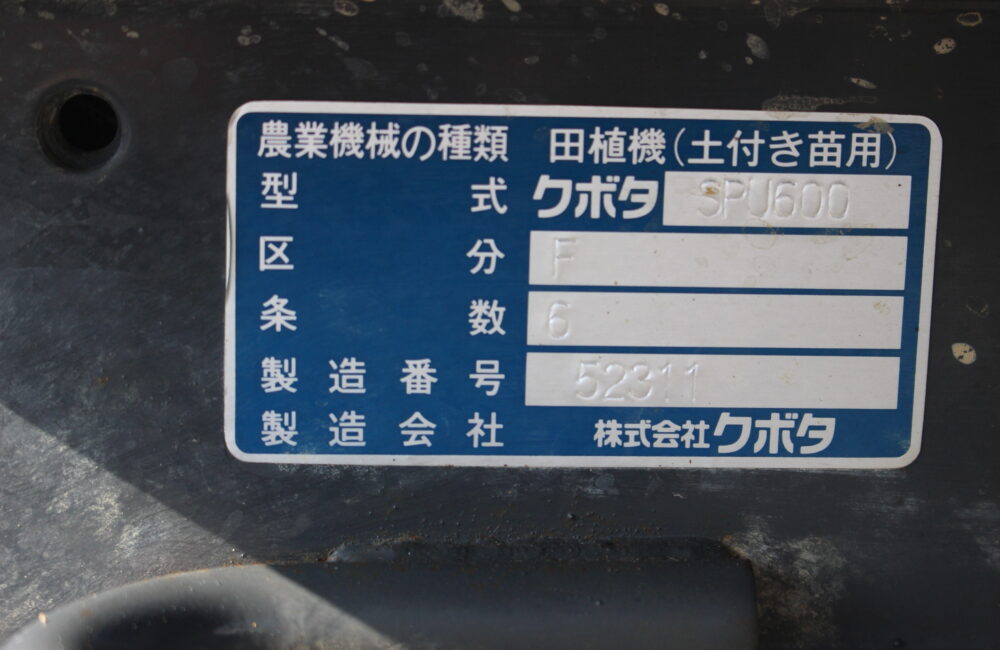 農業機械の種類 田植機(土付き苗用)
型式 クボタ SPU600
区分 F
条数 6
製造番号 52311
製造会社 株式会社クボタ